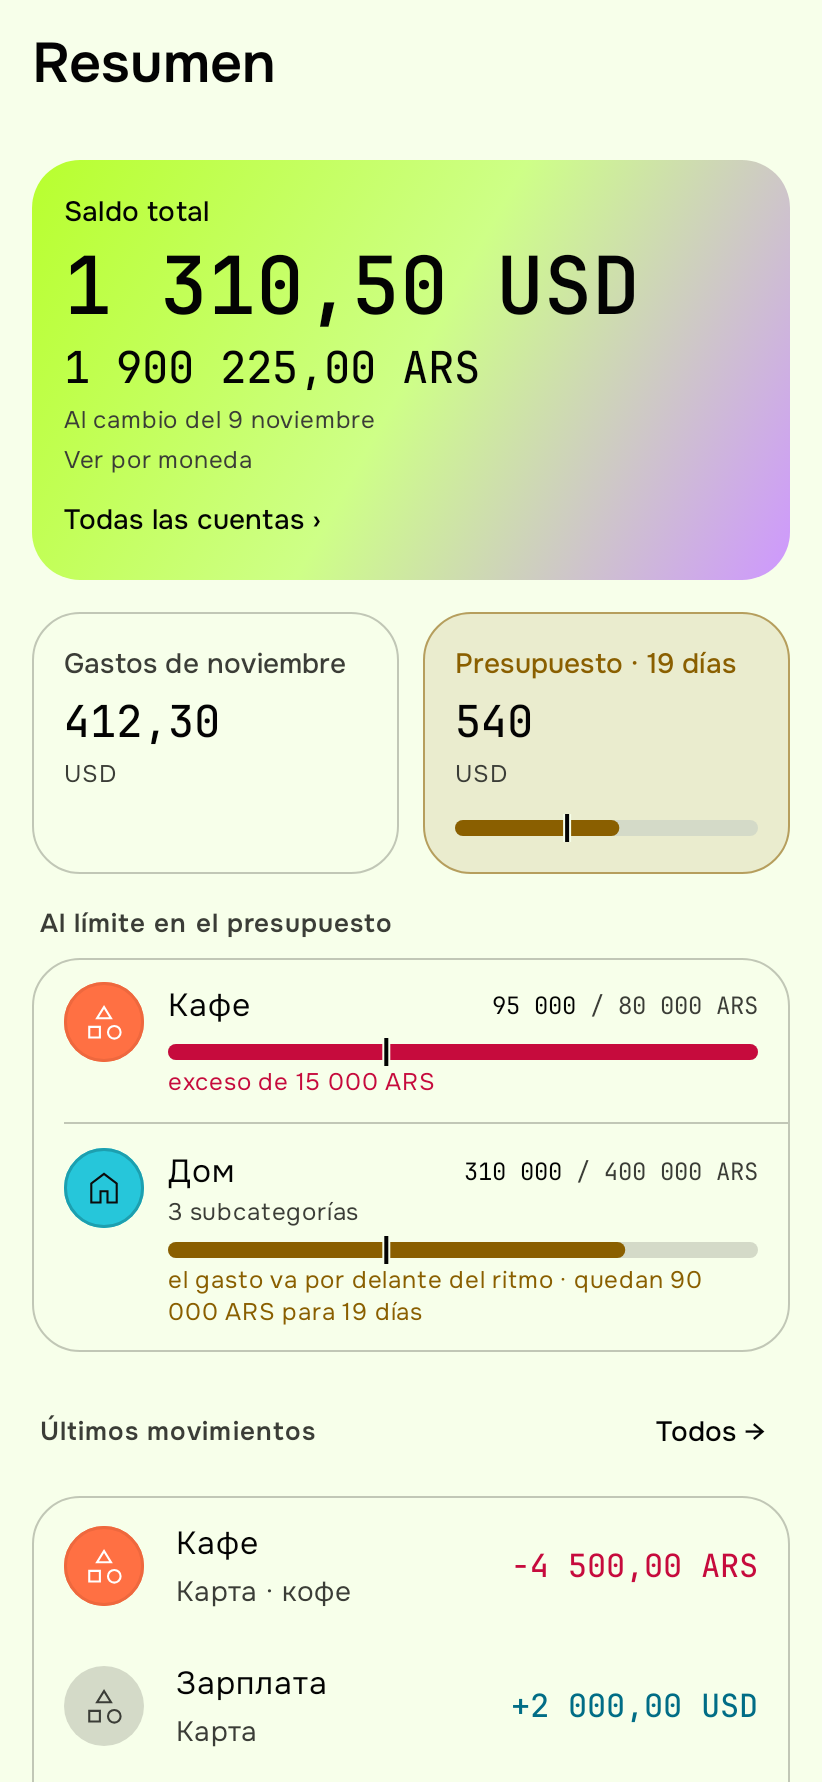 Resumen
Saldo total
1 310,50 USD
1 900 225,00 ARS
Al cambio del 9 noviembre
Ver por moneda
Todas las cuentas ›
Gastos de noviembre
412,30
USD
Presupuesto · 19 días
540
USD
Al límite en el presupuesto
Кафе
95 000 / 80 000 ARS
exceso de 15 000 ARS
Дом
310 000 / 400 000 ARS
3 subcategorías
el gasto va por delante del ritmo · quedan 90
000 ARS para 19 días
Últimos movimientos
Todos →
Кафе
Карта · кофе
-4 500,00 ARS
Зарплата
Карта
+2 000,00 USD